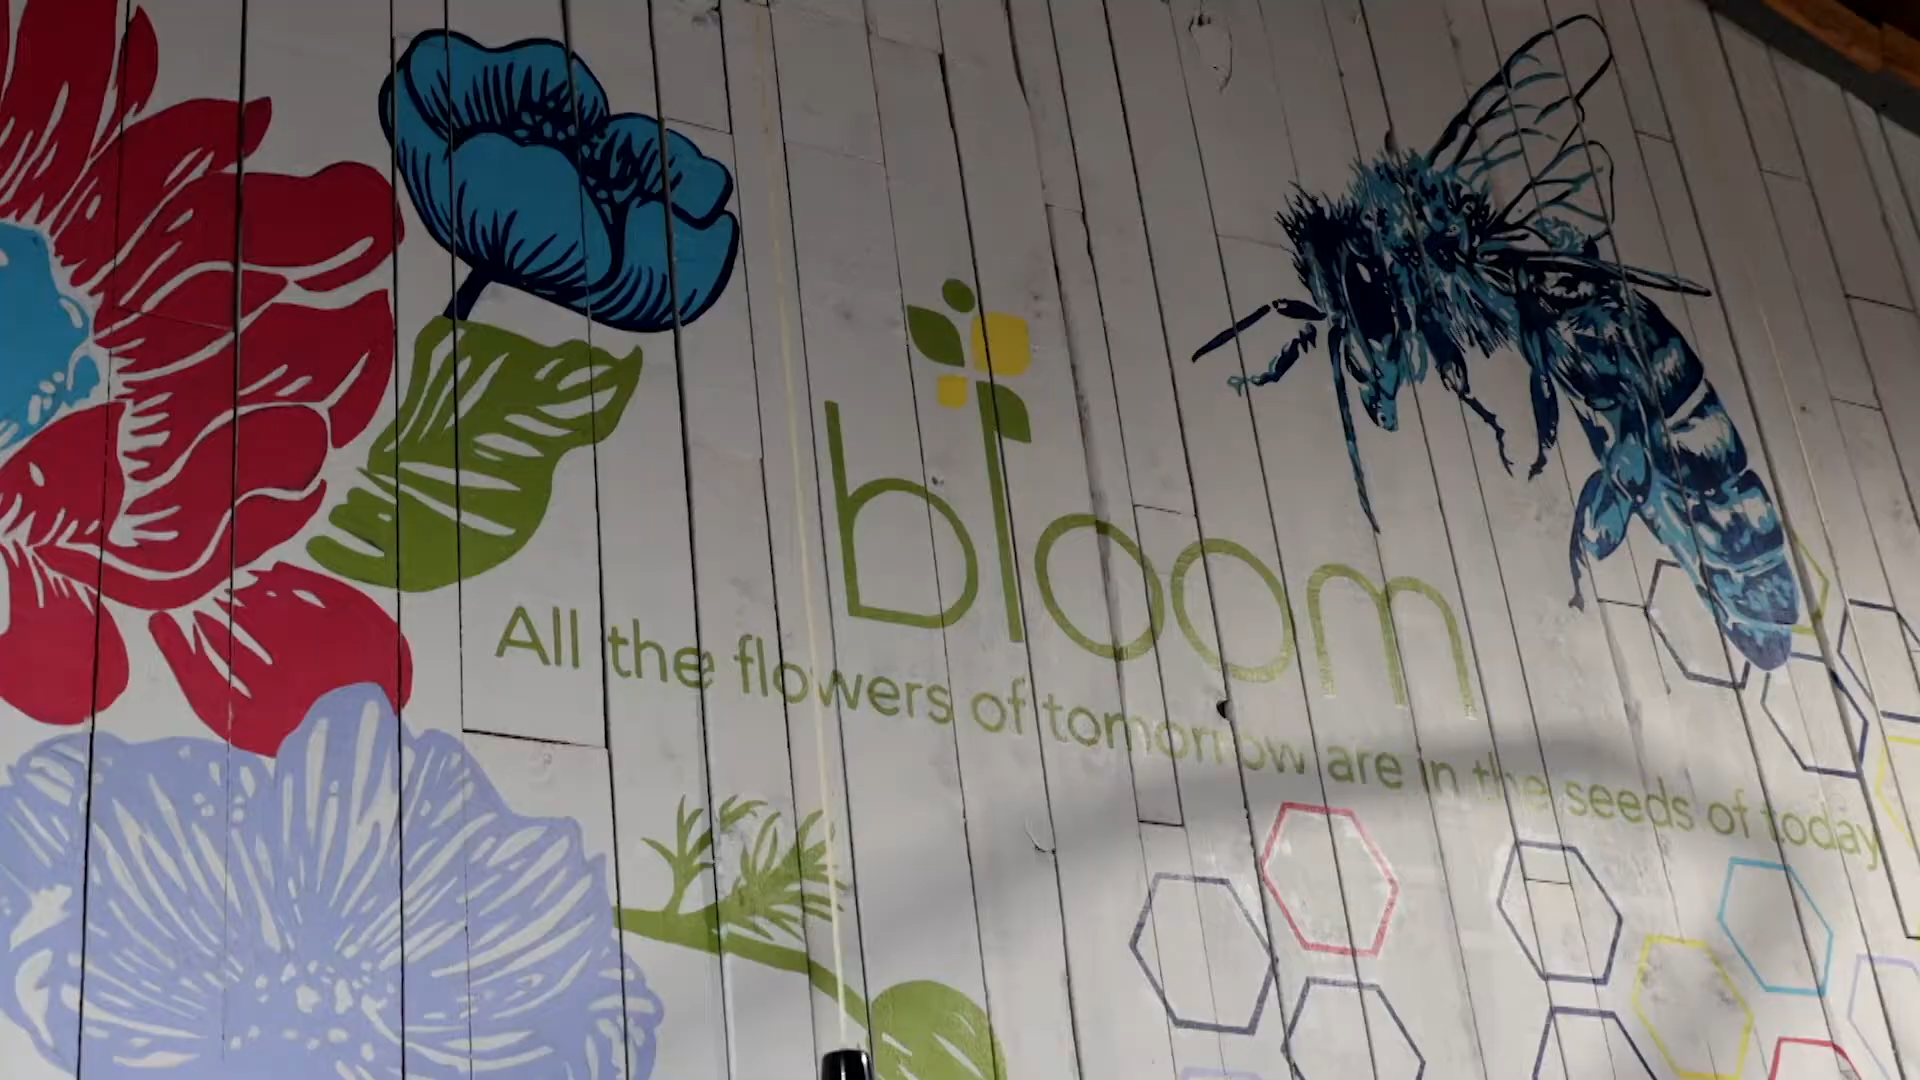 bloom
All the flowers of tomorrow are in the seeds of today